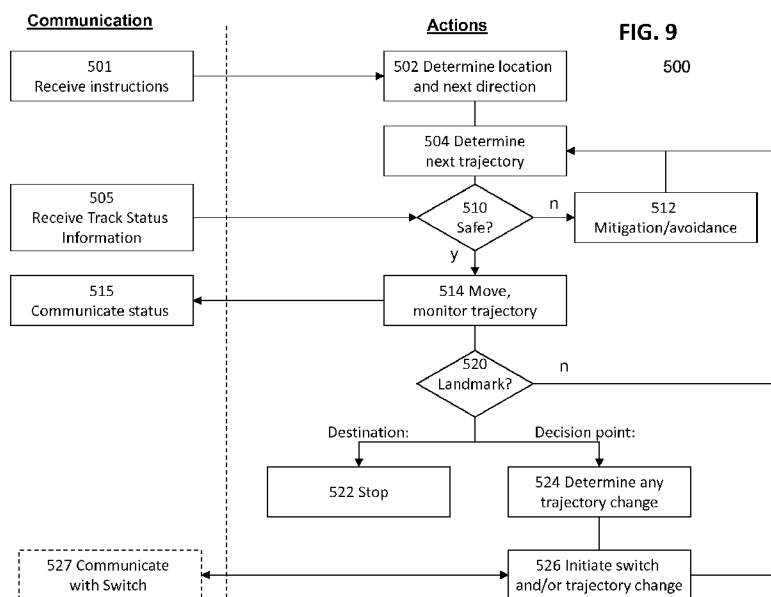 Communication
Actions
FIG. 9
500
501
Receive instructions
502 Determine location
and next direction
504 Determine
next trajectory
505
Receive Track Status
Information
510
Safe?
n
512
Mitigation/avoidance
y
515
Communicate status
514 Move,
monitor trajectory
520
Landmark?
n
Destination:
Decision point:
522 Stop
524 Determine any
trajectory change
527 Communicate
with Switch
526 Initiate switch
and/or trajectory change